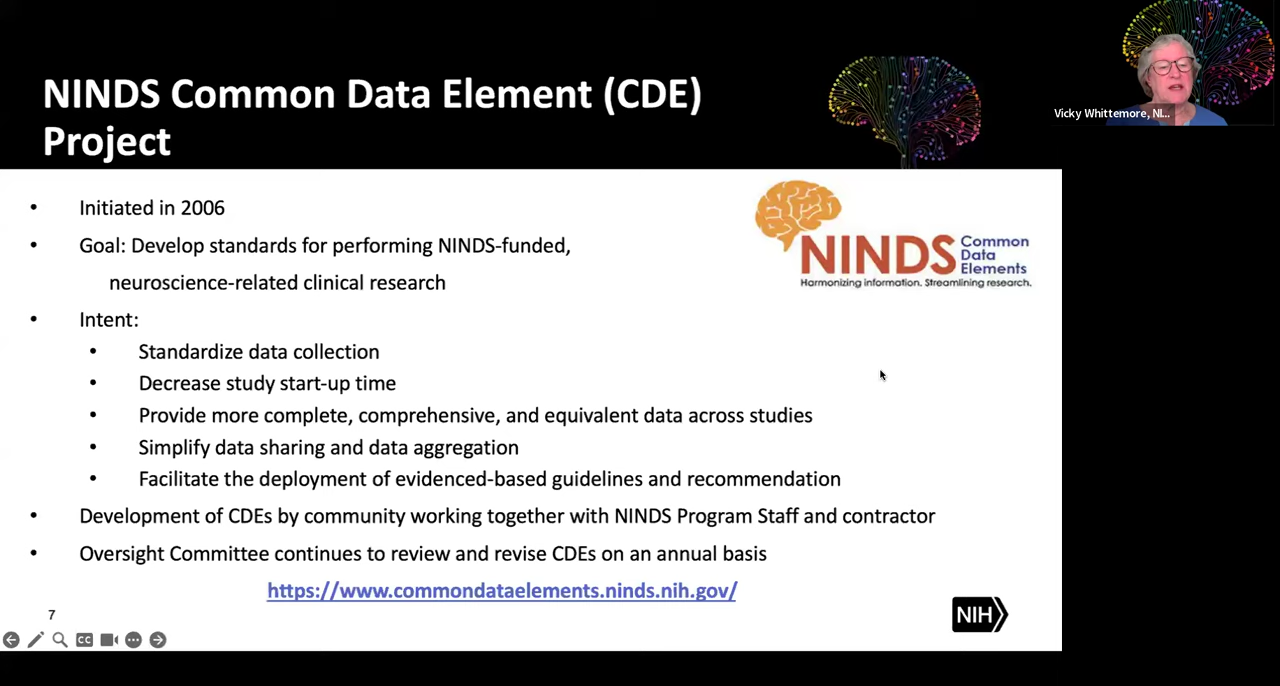 NINDS Common Data Element (CDE)
Project
Vicky Whittemore, NI...
• Initiated in 2006
• Goal: Develop standards for performing NINDS-funded,
neuroscience-related clinical research
• Intent:
• Standardize data collection
• Decrease study start-up time
• Provide more complete, comprehensive, and equivalent data across studies
• Simplify data sharing and data aggregation
• Facilitate the deployment of evidenced-based guidelines and recommendation
• Development of CDEs by community working together with NINDS Program Staff and contractor
• Oversight Committee continues to review and revise CDEs on an annual basis
https://www.commondataelements.ninds.nih.gov/
NINDS Common
Data
Elements
Harmonizing information. Streamlining research.
7
NIH
CC